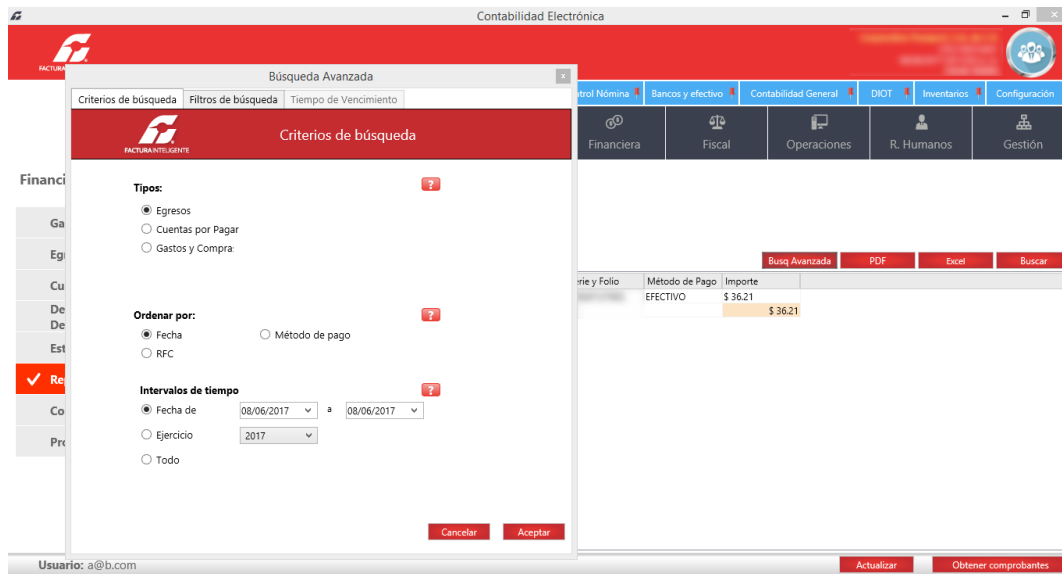 Contabilidad Electrónica
FACTURA
Búsqueda Avanzada
Criterios de búsqueda Filtros de búsqueda Tiempo de Vencimiento
Nómina Bancos y efectivo Contabilidad General DIOT Inventarios Configuración
FACTURA INTELIGENTE
Criterios de búsqueda
Financiera Fiscal Operaciones R. Humanos Gestión
Tipos: ?
Egresos
Cuentas por Pagar
Gastos y Compra
Busq Avanzada PDF Excel Buscar
y Folio Método de Pago Importe
EFECTIVO $ 36.21
$ 36.21
Ordenar por: ?
Fecha Método de pago
RFC
Intervalos de tiempo ?
Fecha de 08/06/2017 a 08/06/2017
Ejercicio 2017
Todo
Cancelar Aceptar
Usuario: a@b.com Actualizar Obtener comprobantes